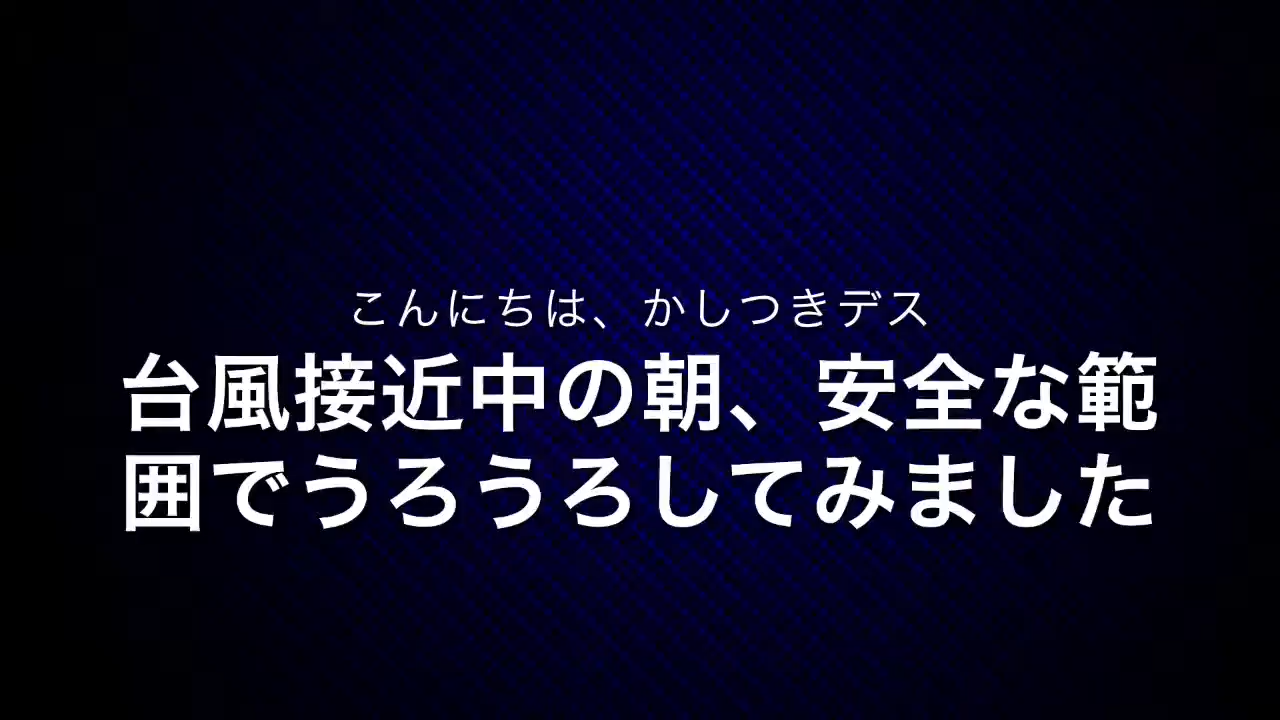 こんにちは、かしつきデス
台風接近中の朝、安全な範
囲でうろうろしてみました